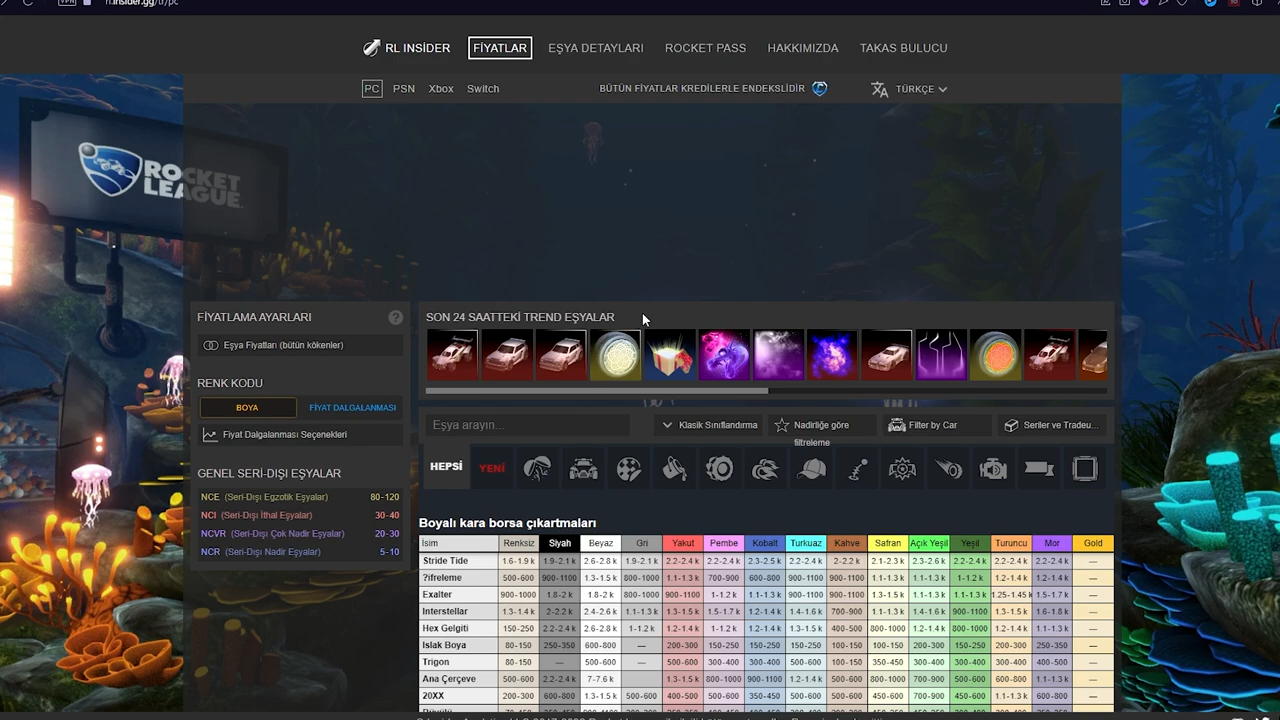 rl.insider.gg/tr/pc
RL INSIDER FİYATLAR EŞYA DETAYLARI ROCKET PASS HAKKIMIZDA TAKAS BULUCU
PC PSN Xbox Switch BÜTÜN FİYATLAR KREDİLERLE ENDEKSLİDİR TÜRKÇE
ROCKET
LEAGUE
FİYATLAMA AYARLARI ?
Eşya Fiyatları (bütün kökenler)
RENK KODU
BOYA FİYAT DALGALANMASI
Fiyat Dalgalanması Seçenekleri
GENEL SERİ-DIŞI EŞYALAR
NCE (Seri-Dışı Egzotik Eşyalar) 80-120
NCI (Seri-Dışı İthal Eşyalar) 30-40
NCVR (Seri-Dışı Çok Nadir Eşyalar) 20-30
NCR (Seri-Dışı Nadir Eşyalar) 5-10
SON 24 SAATTEKİ TREND EŞYALAR
Eşya arayın... Klasik Sınıflandırma Nadirliğe göre filtreleme Filter by Car Seriler ve Tradeu...
HEPSİ YENİ
Boyalı kara borsa çıkartmaları
İsim Renksiz Siyah Beyaz Gri Yakut Pembe Kobalt Turkuaz Kahve Safran Açık Yeşil Yeşil Turuncu Mor Gold
Stride Tide 1.6-1.9 k 1.9-2.1 k 2.6-2.8 k 1.9-2.1 k 2.2-2.4 k 2.2-2.4 k 2.3-2.5 k 2.2-2.4 k 2-2.2 k 2.2-2.4 k 2.3-2.6 k 2.2-2.4 k 2.2-2.4 k 2.2-2.4 k —
?ifreleme 500-600 900-1100 1.3-1.5 k 800-1000 1.1-1.3 k 700-900 600-800 900-1100 900-1100 1.1-1.3 k 1.1-1.3 k 1-1.2 k 1.2-1.4 k 1.2-1.4 k —
Exalter 900-1000 1.8-2 k 1.8-2 k 800-1000 900-1100 1-1.2 k 1.1-1.3 k 900-1100 900-1100 1.3-1.5 k 1.1-1.3 k 1.1-1.3 k 1.25-1.45 k 1.5-1.7 k —
Interstellar 1.3-1.4 k 2-2.2 k 2.4-2.6 k 1.1-1.3 k 1.3-1.5 k 1.5-1.7 k 1.2-1.4 k 1.4-1.6 k 700-900 1.1-1.3 k 1.4-1.6 k 900-1100 1.3-1.5 k 1.6-1.8 k —
Hex Gelgiti 150-250 2.2-2.4 k 2.6-2.8 k 1-1.2 k 1.2-1.4 k 1.1-1.3 k 1.2-1.4 k 1.3-1.5 k 400-500 800-1000 1.2-1.4 k 800-1000 1.2-1.4 k 1.1-1.3 k —
Islak Boya 80-150 250-350 600-800 — 200-300 150-250 150-250 150-250 100-150 100-150 200-300 150-250 200-300 250-350 —
Trigon 80-150 — 500-600 — 500-600 300-400 300-400 500-600 100-150 350-450 300-400 300-400 300-400 400-500 —
Ana Çerçeve 500-600 2.2-2.4 k 7-7.6 k 1.3-1.5 k 800-1000 900-1100 1.2-1.4 k 500-600 800-1000 700-900 500-600 600-800 1.1-1.3 k —
20XX 200-300 600-800 1.3-1.5 k 500-600 400-500 500-600 350-450 500-600 200-300 450-600 700-900 450-600 1.1-1.3 k 600-800 —